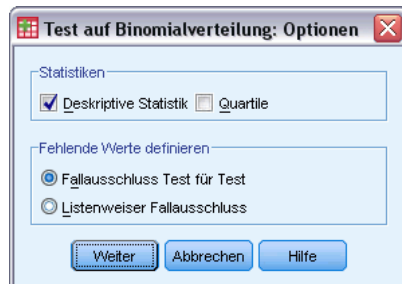 Test auf Binomialverteilung: Optionen
Statistiken
Deskriptive Statistik Quartile
Fehlende Werte definieren
Fallausschluss Test für Test
Listenweiser Fallausschluss
Weiter Abbrechen Hilfe